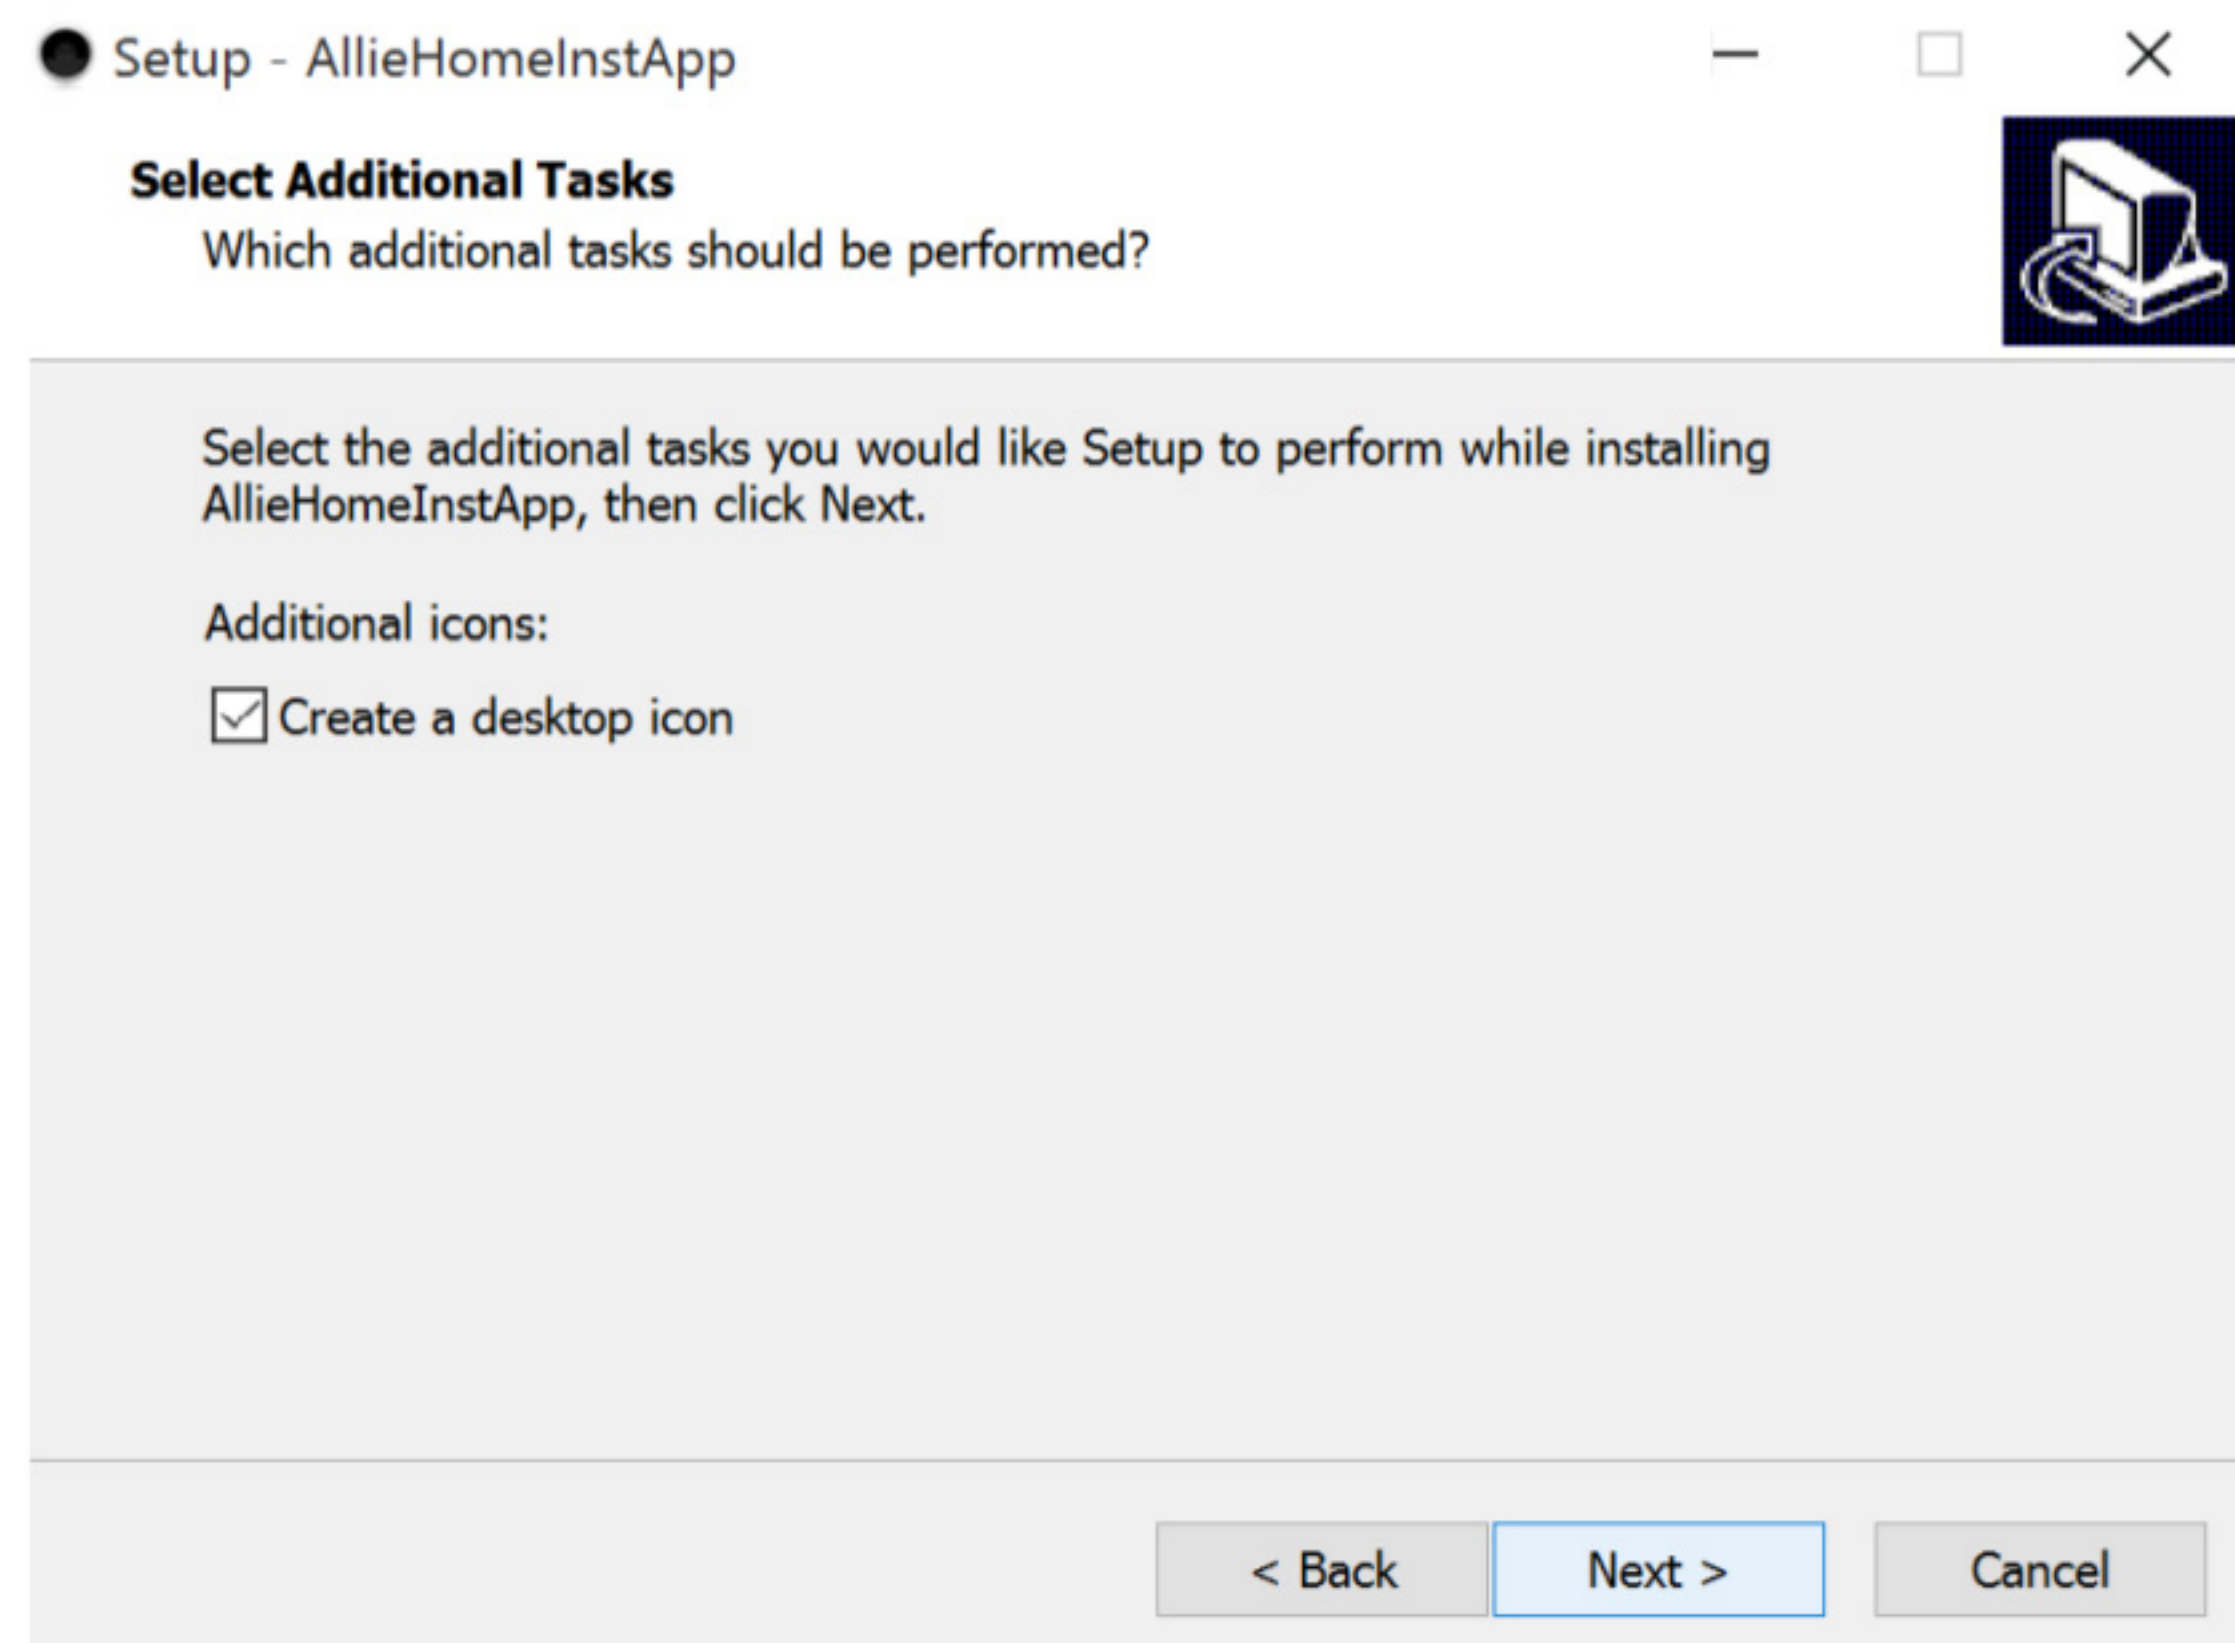 Setup - AllieHomeInstApp
Select Additional Tasks
Which additional tasks should be performed?
Select the additional tasks you would like Setup to perform while installing
AllieHomeInstApp, then click Next.
Additional icons:
Create a desktop icon
< Back
Next >
Cancel